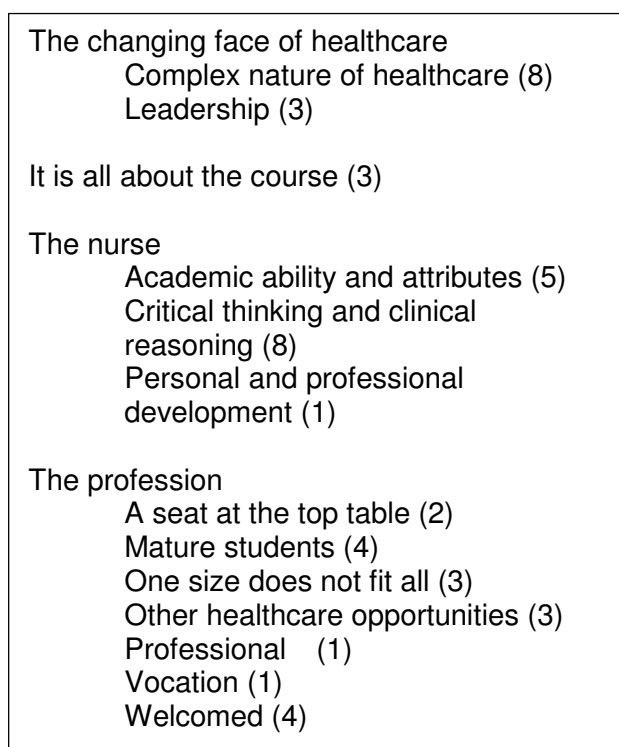 The changing face of healthcare
Complex nature of healthcare (8)
Leadership (3)
It is all about the course (3)
The nurse
Academic ability and attributes (5)
Critical thinking and clinical
reasoning (8)
Personal and professional
development (1)
The profession
A seat at the top table (2)
Mature students (4)
One size does not fit all (3)
Other healthcare opportunities (3)
Professional (1)
Vocation (1)
Welcomed (4)